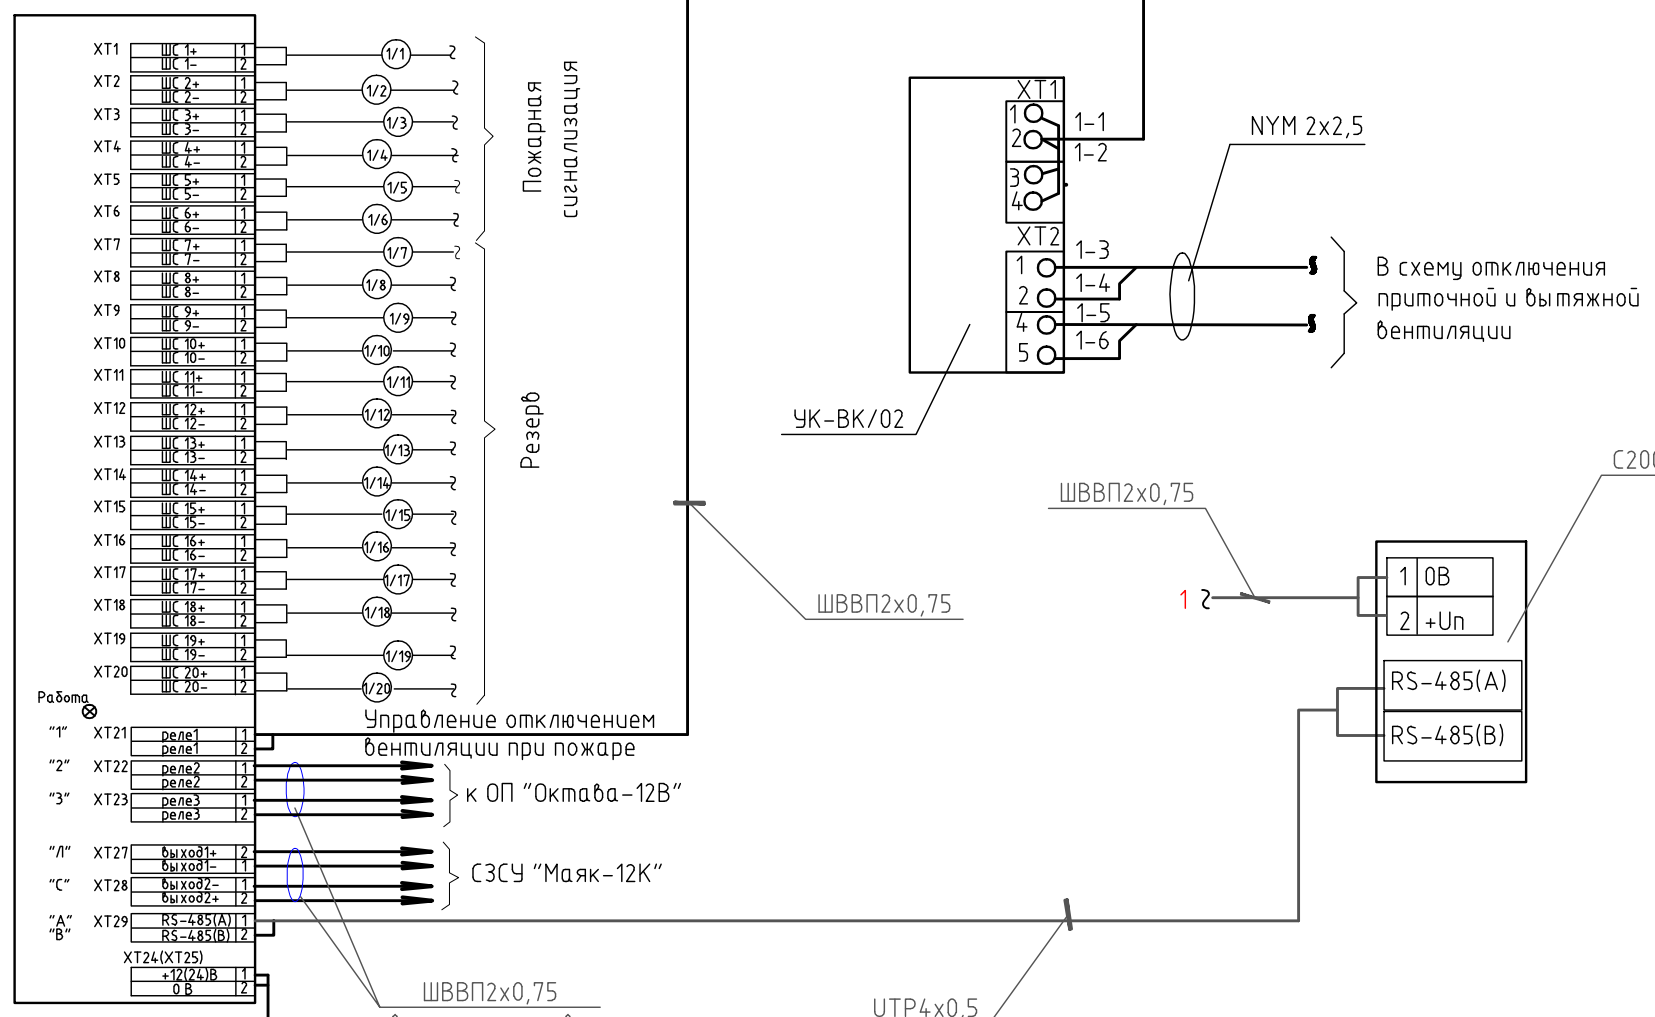 XT1 ШС 1+ 1
ШС 1- 2
1/1
XT2 ШС 2+ 1
ШС 2- 2
1/2
XT3 ШС 3+ 1
ШС 3- 2
1/3
XT4 ШС 4+ 1
ШС 4- 2
1/4
XT5 ШС 5+ 1
ШС 5- 2
1/5
XT6 ШС 6+ 1
ШС 6- 2
1/6
XT7 ШС 7+ 1
ШС 7- 2
1/7
XT8 ШС 8+ 1
ШС 8- 2
1/8
XT9 ШС 9+ 1
ШС 9- 2
1/9
XT10 ШС 10+ 1
ШС 10- 2
1/10
XT11 ШС 11+ 1
ШС 11- 2
1/11
XT12 ШС 12+ 1
ШС 12- 2
1/12
XT13 ШС 13+ 1
ШС 13- 2
1/13
XT14 ШС 14+ 1
ШС 14- 2
1/14
XT15 ШС 15+ 1
ШС 15- 2
1/15
XT16 ШС 16+ 1
ШС 16- 2
1/16
XT17 ШС 17+ 1
ШС 17- 2
1/17
XT18 ШС 18+ 1
ШС 18- 2
1/18
XT19 ШС 19+ 1
ШС 19- 2
1/19
XT20 ШС 20+ 1
ШС 20- 2
1/20
Пожарная
сигнализация
Резерв
Работа
"1" XT21 реле1 1
реле1 2
Управление отключением
вентиляции при пожаре
"2" XT22 реле2 1
реле2 2
"3" XT23 реле3 1
реле3 2
к ОП "Октава-12В"
"Л" XT27 выход1+ 2
выход1- 1
"С" XT28 выход2- 1
выход2+ 2
СЗСУ "Маяк-12К"
"А" XT29 RS-485(A) 1
"В" RS-485(B) 2
XT24(XT25)
+12(24)В 1
0 В 2
ШВВП2х0,75
UTP4x0,5
ШВВП2х0,75
XT1
1
2
3
4
1-1
1-2
XT2
1
2
4
5
1-3
1-4
1-5
1-6
NYM 2x2,5
В схему отключения
приточной и вытяжной
вентиляции
УК-ВК/02
ШВВП2х0,75
1
С200
1 0В
2 +Uп
RS-485(A)
RS-485(B)